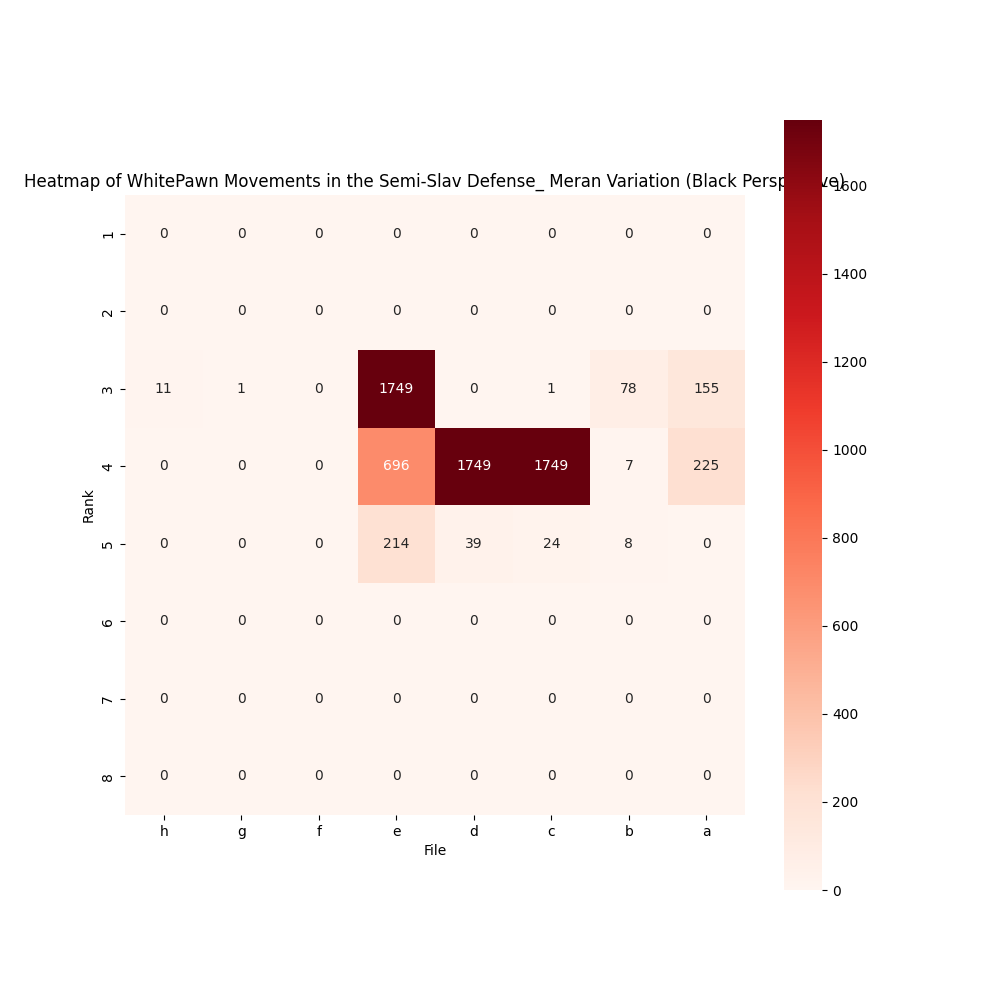 Heatmap of WhitePawn Movements in the Semi-Slav Defense_ Meran Variation (Black Perspective)
1 0 0 0 0 0 0 0 0
2 0 0 0 0 0 0 0 0
3 11 1 0 1749 0 1 78 155
4 0 0 0 696 1749 1749 7 225
5 0 0 0 214 39 24 8 0
6 0 0 0 0 0 0 0 0
7 0 0 0 0 0 0 0 0
8 0 0 0 0 0 0 0 0
h g f e d c b a
File
Rank
1600
1400
1200
1000
800
600
400
200
0